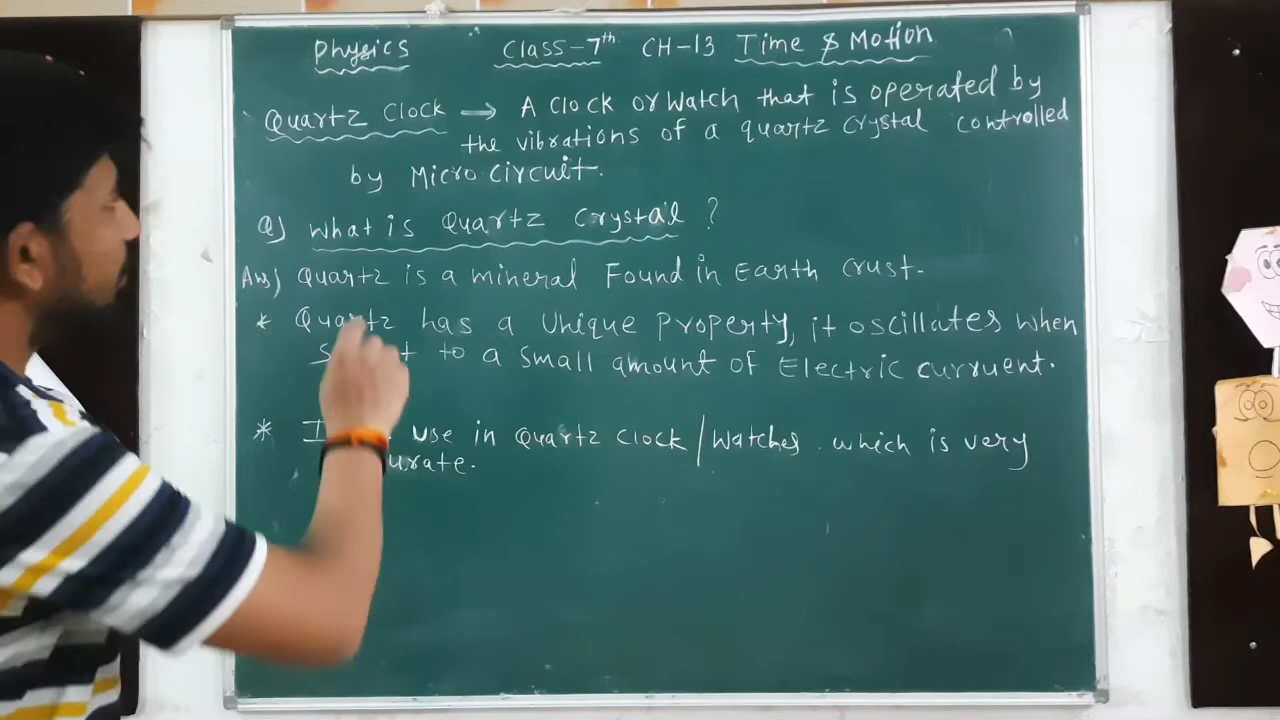 Physics Class-7th CH-13 Time & Motion
Quartz Clock → A Clock or Watch that is operated by
the vibrations of a quartz crystal controlled
by Micro circuit.
Q) What is Quartz Crystal ?
Ans) Quartz is a mineral Found in Earth Crust.
* Quartz has a Unique Property, it oscillates when
to a small amount of Electric curruent.
* use in Quartz Clock/Watches. which is very